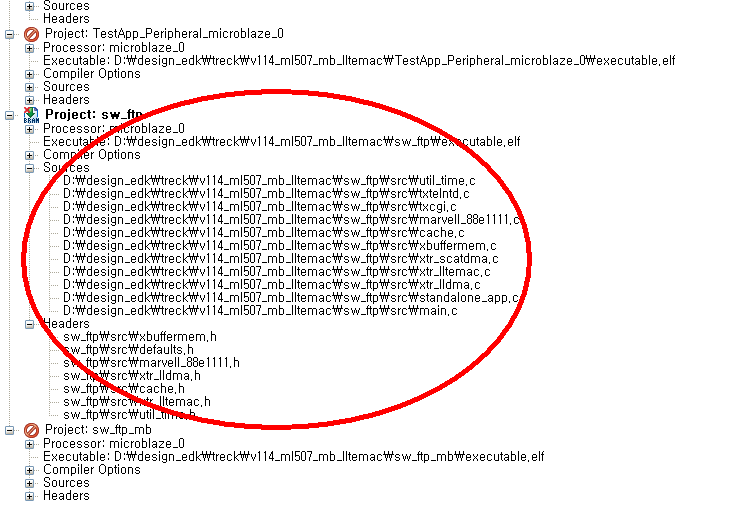 Sources
Headers
Project: TestApp_Peripheral_microblaze_0
Processor: microblaze_0
Executable: D:₩design_edk₩treck₩v114_ml507_mb_lltemac₩TestApp_Peripheral_microblaze_0₩executable.elf
Compiler Options
Sources
Headers
BRAM Project: sw_ftp
Processor: microblaze_0
Executable: D:₩design_edk₩treck₩v114_ml507_mb_lltemac₩sw_ftp₩executable.elf
Compiler Options
Sources
D:₩design_edk₩treck₩v114_ml507_mb_lltemac₩sw_ftp₩src₩util_time.c
D:₩design_edk₩treck₩v114_ml507_mb_lltemac₩sw_ftp₩src₩txtelntd.c
D:₩design_edk₩treck₩v114_ml507_mb_lltemac₩sw_ftp₩src₩txcgi.c
D:₩design_edk₩treck₩v114_ml507_mb_lltemac₩sw_ftp₩src₩marvell_88e1111.c
D:₩design_edk₩treck₩v114_ml507_mb_lltemac₩sw_ftp₩src₩cache.c
D:₩design_edk₩treck₩v114_ml507_mb_lltemac₩sw_ftp₩src₩xbuffermem.c
D:₩design_edk₩treck₩v114_ml507_mb_lltemac₩sw_ftp₩src₩xtr_scatdma.c
D:₩design_edk₩treck₩v114_ml507_mb_lltemac₩sw_ftp₩src₩xtr_lltemac.c
D:₩design_edk₩treck₩v114_ml507_mb_lltemac₩sw_ftp₩src₩xtr_lldma.c
D:₩design_edk₩treck₩v114_ml507_mb_lltemac₩sw_ftp₩src₩standalone_app.c
D:₩design_edk₩treck₩v114_ml507_mb_lltemac₩sw_ftp₩src₩main.c
Headers
sw_ftp₩src₩xbuffermem.h
sw_ftp₩src₩defaults.h
sw_ftp₩src₩marvell_88e1111.h
sw_ftp₩src₩xtr_lldma.h
sw_ftp₩src₩cache.h
sw_ftp₩src₩xtr_lltemac.h
sw_ftp₩src₩util_time.h
Project: sw_ftp_mb
Processor: microblaze_0
Executable: D:₩design_edk₩treck₩v114_ml507_mb_lltemac₩sw_ftp_mb₩executable.elf
Compiler Options
Sources
Headers